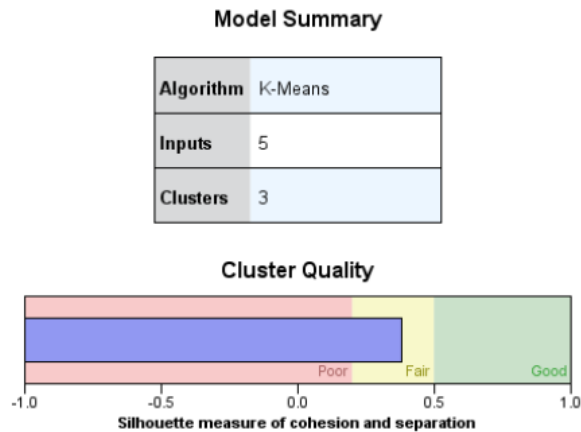 Model Summary
Algorithm K-Means
Inputs 5
Clusters 3
Cluster Quality
Poor Fair Good
-1.0 -0.5 0.0 0.5 1.0
Silhouette measure of cohesion and separation